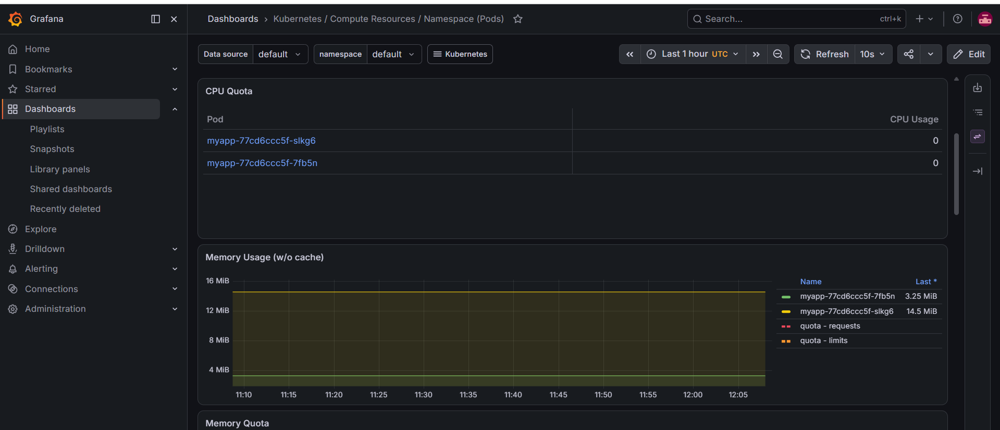 Grafana
Dashboards › Kubernetes / Compute Resources / Namespace (Pods)
Search...
ctrl+k
Home
Bookmarks
Starred
Dashboards
Playlists
Snapshots
Library panels
Shared dashboards
Recently deleted
Explore
Drilldown
Alerting
Connections
Administration
Data source default
namespace default
Kubernetes
Last 1 hour UTC
Refresh 10s
Edit
CPU Quota
Pod CPU Usage
myapp-77cd6ccc5f-slkg6 0
myapp-77cd6ccc5f-7fb5n 0
Memory Usage (w/o cache)
16 MiB
12 MiB
8 MiB
4 MiB
11:10 11:15 11:20 11:25 11:30 11:35 11:40 11:45 11:50 11:55 12:00 12:05
Name Last *
myapp-77cd6ccc5f-7fb5n 3.25 MiB
myapp-77cd6ccc5f-slkg6 14.5 MiB
quota - requests
quota - limits
Memory Quota